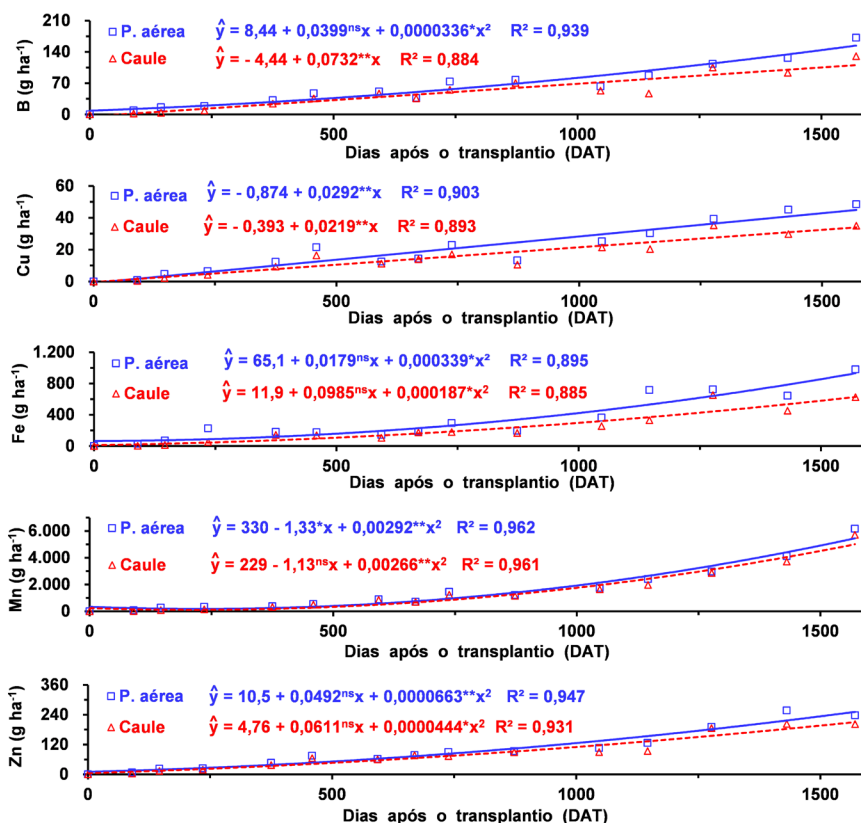 210
P. aérea ŷ = 8,44 + 0,0399ⁿˢx + 0,0000336*x² R² = 0,939
140
Caule ŷ = - 4,44 + 0,0732**x R² = 0,884
70
0
B (g ha⁻¹)
0 500 1000 1500
Dias após o transplantio (DAT)
60
P. aérea ŷ = - 0,874 + 0,0292**x R² = 0,903
40
Caule ŷ = - 0,393 + 0,0219**x R² = 0,893
20
0
Cu (g ha⁻¹)
0 500 1000 1500
Dias após o transplantio (DAT)
1.200
P. aérea ŷ = 65,1 + 0,0179ⁿˢx + 0,000339*x² R² = 0,895
800
Caule ŷ = 11,9 + 0,0985ⁿˢx + 0,000187*x² R² = 0,885
400
0
Fe (g ha⁻¹)
0 500 1000 1500
Dias após o transplantio (DAT)
6.000
P. aérea ŷ = 330 - 1,33*x + 0,00292**x² R² = 0,962
4.000
Caule ŷ = 229 - 1,13ⁿˢx + 0,00266**x² R² = 0,961
2.000
0
Mn (g ha⁻¹)
0 500 1000 1500
Dias após o transplantio (DAT)
360
P. aérea ŷ = 10,5 + 0,0492ⁿˢx + 0,0000663**x² R² = 0,947
240
Caule ŷ = 4,76 + 0,0611ⁿˢx + 0,0000444*x² R² = 0,931
120
0
Zn (g ha⁻¹)
0 500 1000 1500
Dias após o transplantio (DAT)